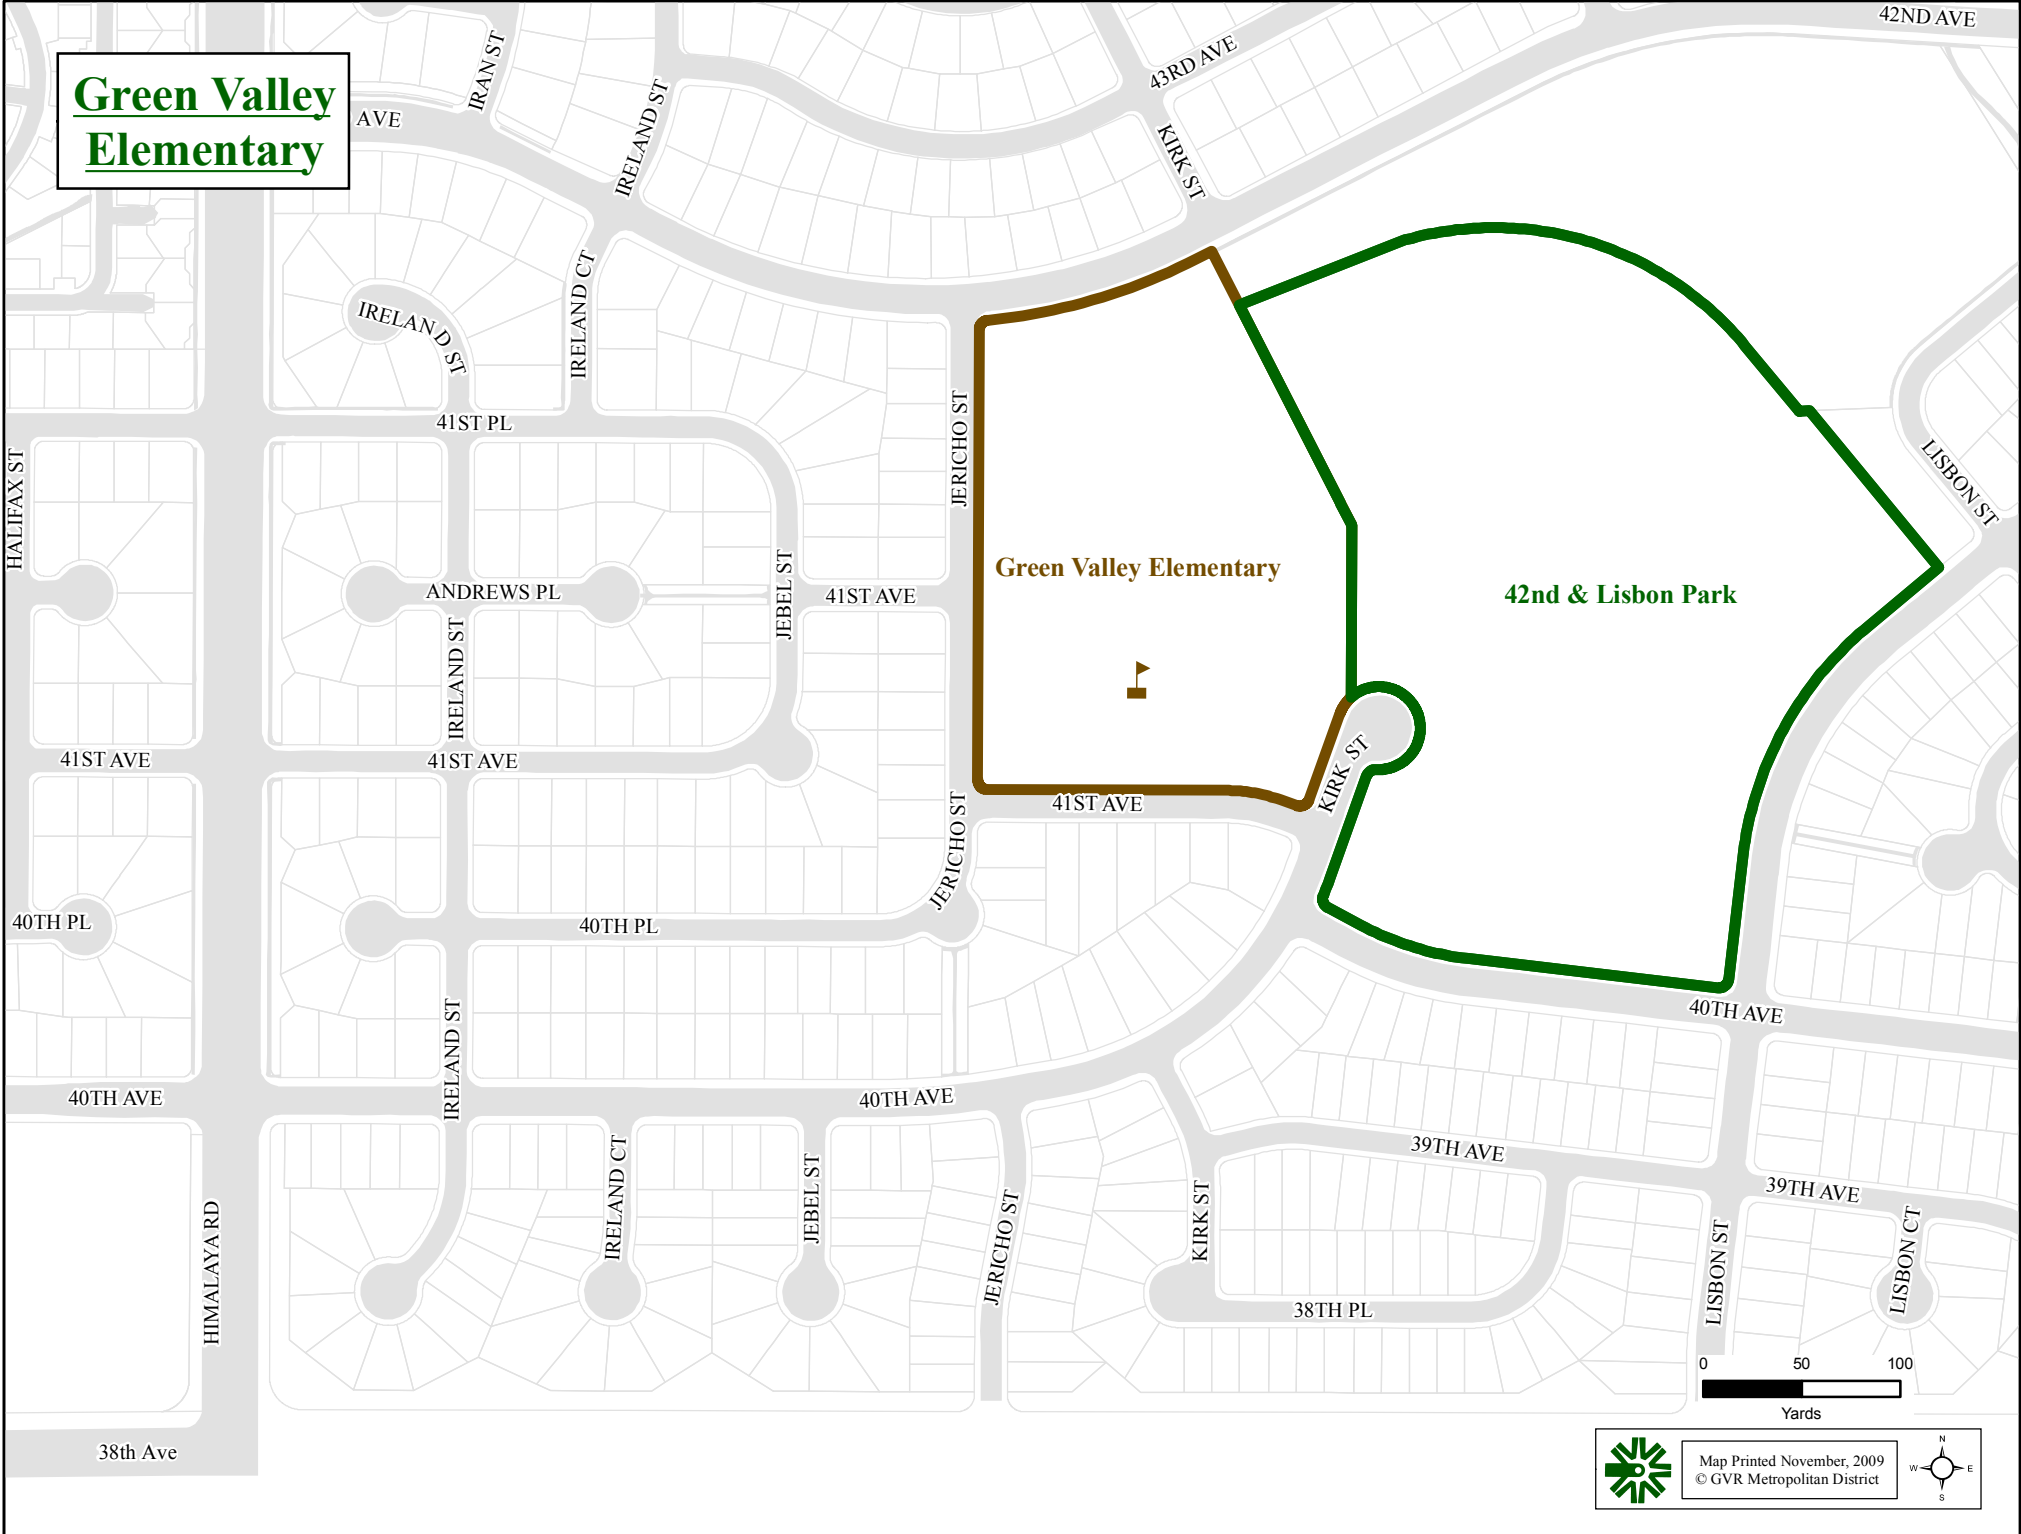 42ND AVE
Green Valley
Elementary
AVE
IRAN ST
IRELAND ST
43RD AVE
KIRK ST
IRELAND CT
IRELAN D ST
41ST PL
JERICHO ST
HALIFAX ST
LISBON ST
Green Valley Elementary
42nd & Lisbon Park
ANDREWS PL
JEBEL ST
41ST AVE
IRELAND ST
41ST AVE
41ST AVE
KIRK ST
41ST AVE
JERICHO ST
40TH PL
40TH PL
IRELAND ST
40TH AVE
40TH AVE
40TH AVE
39TH AVE
IRELAND CT
JEBEL ST
JERICHO ST
KIRK ST
39TH AVE
HIMALAYA RD
LISBON ST
LISBON CT
38TH PL
0 50 100
Yards
38th Ave
Map Printed November, 2009
© GVR Metropolitan District
N
W E
S